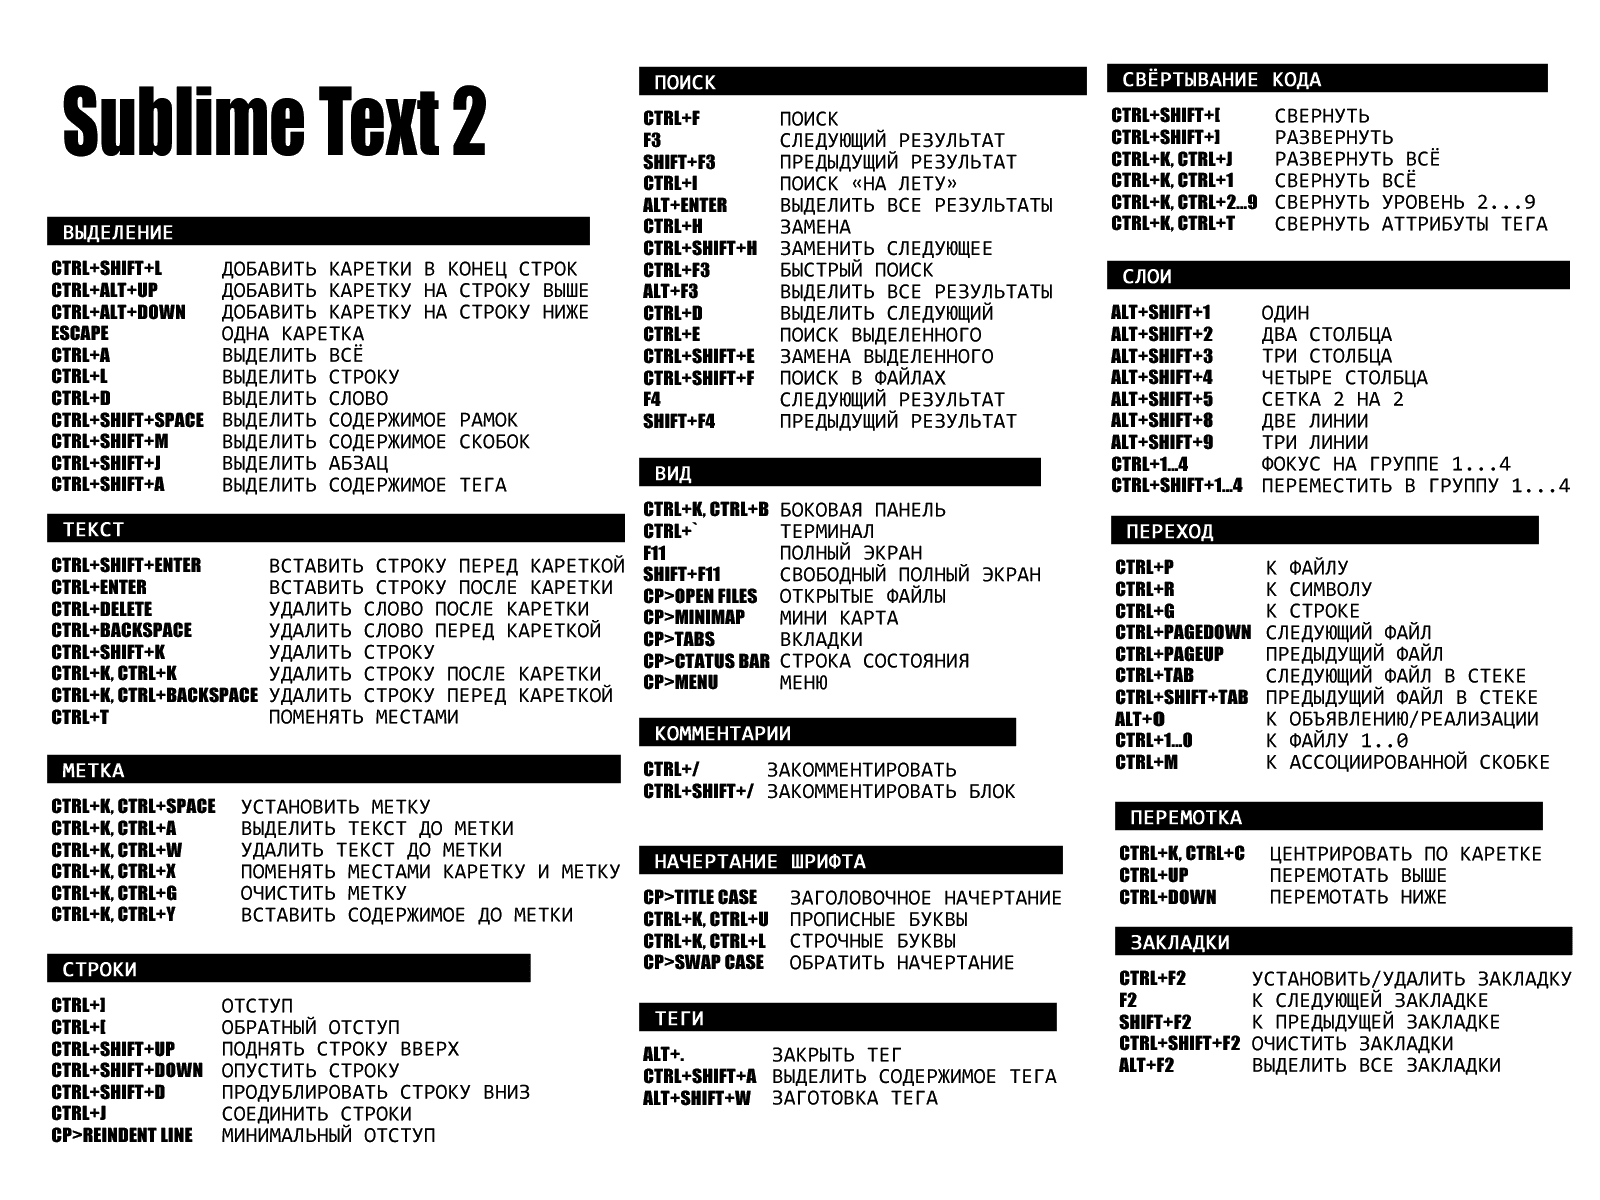 Sublime Text 2
ВЫДЕЛЕНИЕ
CTRL+SHIFT+L ДОБАВИТЬ КАРЕТКИ В КОНЕЦ СТРОК
CTRL+ALT+UP ДОБАВИТЬ КАРЕТКУ НА СТРОКУ ВЫШЕ
CTRL+ALT+DOWN ДОБАВИТЬ КАРЕТКУ НА СТРОКУ НИЖЕ
ESCAPE ОДНА КАРЕТКА
CTRL+A ВЫДЕЛИТЬ ВСЁ
CTRL+L ВЫДЕЛИТЬ СТРОКУ
CTRL+D ВЫДЕЛИТЬ СЛОВО
CTRL+SHIFT+SPACE ВЫДЕЛИТЬ СОДЕРЖИМОЕ РАМОК
CTRL+SHIFT+M ВЫДЕЛИТЬ СОДЕРЖИМОЕ СКОБОК
CTRL+SHIFT+J ВЫДЕЛИТЬ АБЗАЦ
CTRL+SHIFT+A ВЫДЕЛИТЬ СОДЕРЖИМОЕ ТЕГА
ТЕКСТ
CTRL+SHIFT+ENTER ВСТАВИТЬ СТРОКУ ПЕРЕД КАРЕТКОЙ
CTRL+ENTER ВСТАВИТЬ СТРОКУ ПОСЛЕ КАРЕТКИ
CTRL+DELETE УДАЛИТЬ СЛОВО ПОСЛЕ КАРЕТКИ
CTRL+BACKSPACE УДАЛИТЬ СЛОВО ПЕРЕД КАРЕТКОЙ
CTRL+SHIFT+K УДАЛИТЬ СТРОКУ
CTRL+K, CTRL+K УДАЛИТЬ СТРОКУ ПОСЛЕ КАРЕТКИ
CTRL+K, CTRL+BACKSPACE УДАЛИТЬ СТРОКУ ПЕРЕД КАРЕТКОЙ
CTRL+T ПОМЕНЯТЬ МЕСТАМИ
МЕТКА
CTRL+K, CTRL+SPACE УСТАНОВИТЬ МЕТКУ
CTRL+K, CTRL+A ВЫДЕЛИТЬ ТЕКСТ ДО МЕТКИ
CTRL+K, CTRL+W УДАЛИТЬ ТЕКСТ ДО МЕТКИ
CTRL+K, CTRL+X ПОМЕНЯТЬ МЕСТАМИ КАРЕТКУ И МЕТКУ
CTRL+K, CTRL+G ОЧИСТИТЬ МЕТКУ
CTRL+K, CTRL+Y ВСТАВИТЬ СОДЕРЖИМОЕ ДО МЕТКИ
СТРОКИ
CTRL+] ОТСТУП
CTRL+[ ОБРАТНЫЙ ОТСТУП
CTRL+SHIFT+UP ПОДНЯТЬ СТРОКУ ВВЕРХ
CTRL+SHIFT+DOWN ОПУСТИТЬ СТРОКУ
CTRL+SHIFT+D ПРОДУБЛИРОВАТЬ СТРОКУ ВНИЗ
CTRL+J СОЕДИНИТЬ СТРОКИ
CP>REINDENT LINE МИНИМАЛЬНЫЙ ОТСТУП
ПОИСК
CTRL+F ПОИСК
F3 СЛЕДУЮЩИЙ РЕЗУЛЬТАТ
SHIFT+F3 ПРЕДЫДУЩИЙ РЕЗУЛЬТАТ
CTRL+I ПОИСК «НА ЛЕТУ»
ALT+ENTER ВЫДЕЛИТЬ ВСЕ РЕЗУЛЬТАТЫ
CTRL+H ЗАМЕНА
CTRL+SHIFT+H ЗАМЕНИТЬ СЛЕДУЮЩЕЕ
CTRL+F3 БЫСТРЫЙ ПОИСК
ALT+F3 ВЫДЕЛИТЬ ВСЕ РЕЗУЛЬТАТЫ
CTRL+D ВЫДЕЛИТЬ СЛЕДУЮЩИЙ
CTRL+E ПОИСК ВЫДЕЛЕННОГО
CTRL+SHIFT+E ЗАМЕНА ВЫДЕЛЕННОГО
CTRL+SHIFT+F ПОИСК В ФАЙЛАХ
F4 СЛЕДУЮЩИЙ РЕЗУЛЬТАТ
SHIFT+F4 ПРЕДЫДУЩИЙ РЕЗУЛЬТАТ
ВИД
CTRL+K, CTRL+B БОКОВАЯ ПАНЕЛЬ
CTRL+` ТЕРМИНАЛ
F11 ПОЛНЫЙ ЭКРАН
SHIFT+F11 СВОБОДНЫЙ ПОЛНЫЙ ЭКРАН
CP>OPEN FILES ОТКРЫТЫЕ ФАЙЛЫ
CP>MINIMAP МИНИ КАРТА
CP>TABS ВКЛАДКИ
CP>CTATUS BAR СТРОКА СОСТОЯНИЯ
CP>MENU МЕНЮ
КОММЕНТАРИИ
CTRL+/ ЗАКОММЕНТИРОВАТЬ
CTRL+SHIFT+/ ЗАКОММЕНТИРОВАТЬ БЛОК
НАЧЕРТАНИЕ ШРИФТА
CP>TITLE CASE ЗАГОЛОВОЧНОЕ НАЧЕРТАНИЕ
CTRL+K, CTRL+U ПРОПИСНЫЕ БУКВЫ
CTRL+K, CTRL+L СТРОЧНЫЕ БУКВЫ
CP>SWAP CASE ОБРАТИТЬ НАЧЕРТАНИЕ
ТЕГИ
ALT+. ЗАКРЫТЬ ТЕГ
CTRL+SHIFT+A ВЫДЕЛИТЬ СОДЕРЖИМОЕ ТЕГА
ALT+SHIFT+W ЗАГОТОВКА ТЕГА
СВЁРТЫВАНИЕ КОДА
CTRL+SHIFT+[ СВЕРНУТЬ
CTRL+SHIFT+] РАЗВЕРНУТЬ
CTRL+K, CTRL+J РАЗВЕРНУТЬ ВСЁ
CTRL+K, CTRL+1 СВЕРНУТЬ ВСЁ
CTRL+K, CTRL+2...9 СВЕРНУТЬ УРОВЕНЬ 2...9
CTRL+K, CTRL+T СВЕРНУТЬ АТТРИБУТЫ ТЕГА
СЛОИ
ALT+SHIFT+1 ОДИН
ALT+SHIFT+2 ДВА СТОЛБЦА
ALT+SHIFT+3 ТРИ СТОЛБЦА
ALT+SHIFT+4 ЧЕТЫРЕ СТОЛБЦА
ALT+SHIFT+5 СЕТКА 2 НА 2
ALT+SHIFT+8 ДВЕ ЛИНИИ
ALT+SHIFT+9 ТРИ ЛИНИИ
CTRL+1...4 ФОКУС НА ГРУППЕ 1...4
CTRL+SHIFT+1...4 ПЕРЕМЕСТИТЬ В ГРУППУ 1...4
ПЕРЕХОД
CTRL+P К ФАЙЛУ
CTRL+R К СИМВОЛУ
CTRL+G К СТРОКЕ
CTRL+PAGEDOWN СЛЕДУЮЩИЙ ФАЙЛ
CTRL+PAGEUP ПРЕДЫДУЩИЙ ФАЙЛ
CTRL+TAB СЛЕДУЮЩИЙ ФАЙЛ В СТЕКЕ
CTRL+SHIFT+TAB ПРЕДЫДУЩИЙ ФАЙЛ В СТЕКЕ
ALT+O К ОБЪЯВЛЕНИЮ/РЕАЛИЗАЦИИ
CTRL+1...0 К ФАЙЛУ 1..0
CTRL+M К АССОЦИИРОВАННОЙ СКОБКЕ
ПЕРЕМОТКА
CTRL+K, CTRL+C ЦЕНТРИРОВАТЬ ПО КАРЕТКЕ
CTRL+UP ПЕРЕМОТАТЬ ВЫШЕ
CTRL+DOWN ПЕРЕМОТАТЬ НИЖЕ
ЗАКЛАДКИ
CTRL+F2 УСТАНОВИТЬ/УДАЛИТЬ ЗАКЛАДКУ
F2 К СЛЕДУЮЩЕЙ ЗАКЛАДКЕ
SHIFT+F2 К ПРЕДЫДУЩЕЙ ЗАКЛАДКЕ
CTRL+SHIFT+F2 ОЧИСТИТЬ ЗАКЛАДКИ
ALT+F2 ВЫДЕЛИТЬ ВСЕ ЗАКЛАДКИ